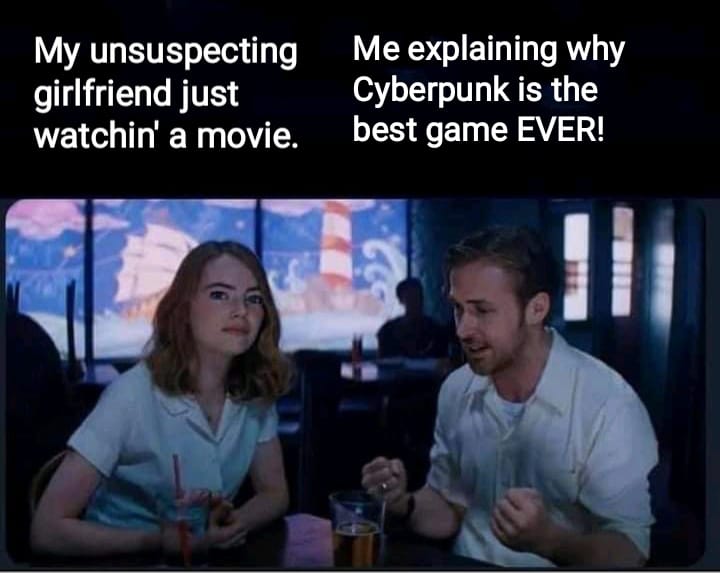 My unsuspecting
girlfriend just
watchin' a movie.
Me explaining why
Cyberpunk is the
best game EVER!